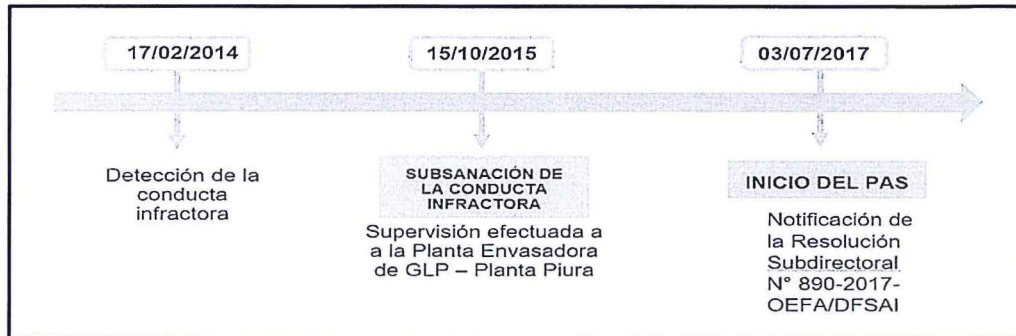 17/02/2014
15/10/2015
03/07/2017
Detección de la
conducta
infractora
SUBSANACIÓN DE
LA CONDUCTA
INFRACTORA
Supervisión efectuada a
a la Planta Envasadora
de GLP – Planta Piura
INICIO DEL PAS
Notificación de
la Resolución
Subdirectoral
N° 890-2017-
OEFA/DFSAI